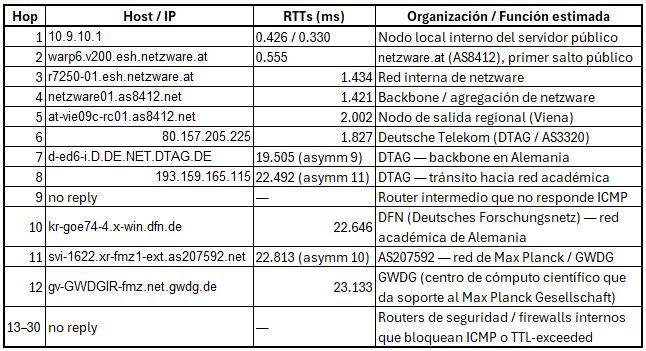 Hop Host / IP RTTs (ms) Organización / Función estimada
1 10.9.10.1 0.426 / 0.330 Nodo local interno del servidor público
2 warp6.v200.esh.netzware.at 0.555 netzware.at (AS8412), primer salto público
3 r7250-01.esh.netzware.at 1.434 Red interna de netzware
4 netzware01.as8412.net 1.421 Backbone / agregación de netzware
5 at-vie09c-rc01.as8412.net 2.002 Nodo de salida regional (Viena)
6 80.157.205.225 1.827 Deutsche Telekom (DTAG / AS3320)
7 d-ed6-i.D.DE.NET.DTAG.DE 19.505 (asymm 9) DTAG — backbone en Alemania
8 193.159.165.115 22.492 (asymm 11) DTAG — tránsito hacia red académica
9 no reply — Router intermedio que no responde ICMP
10 kr-goe74-4.x-win.dfn.de 22.646 DFN (Deutsches Forschungsnetz) — red
académica de Alemania
11 svi-1622.xr-fmz1-ext.as207592.net 22.813 (asymm 10) AS207592 — red de Max Planck / GWDG
12 gv-GWDGIR-fmz.net.gwdg.de 23.133 GWDG (centro de cómputo científico que
da soporte al Max Planck Gesellschaft)
13–30 no reply — Routers de seguridad / firewalls internos
que bloquean ICMP o TTL-exceeded